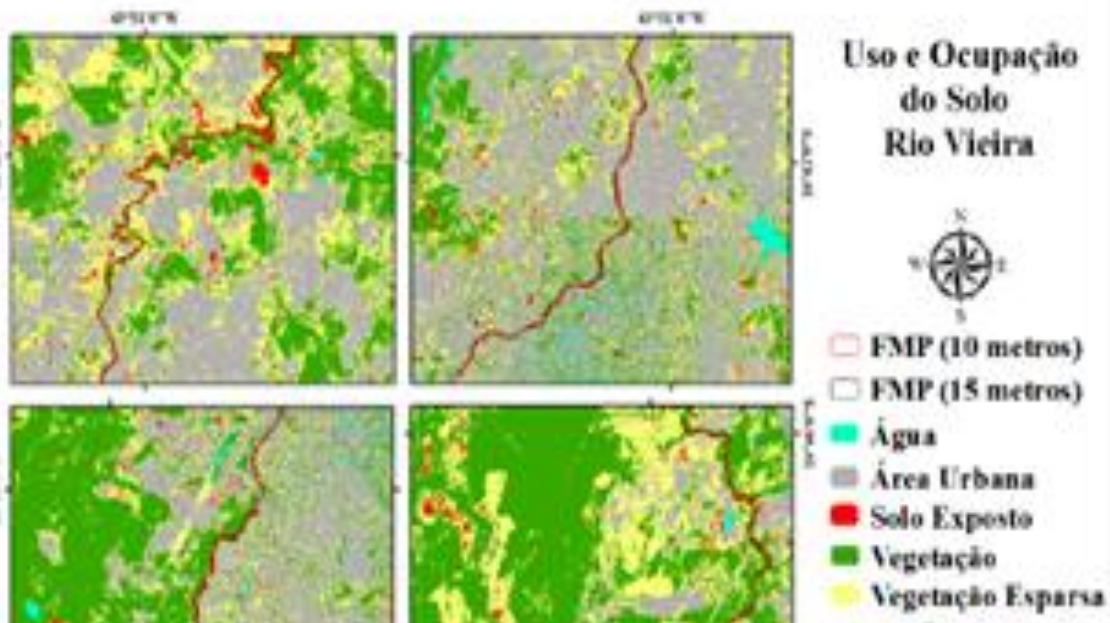 Uso e Ocupação
do Solo
Rio Vieira
N
W
E
S
FMP (10 metros)
FMP (15 metros)
Água
Área Urbana
Solo Exposto
Vegetação
Vegetação Esparsa